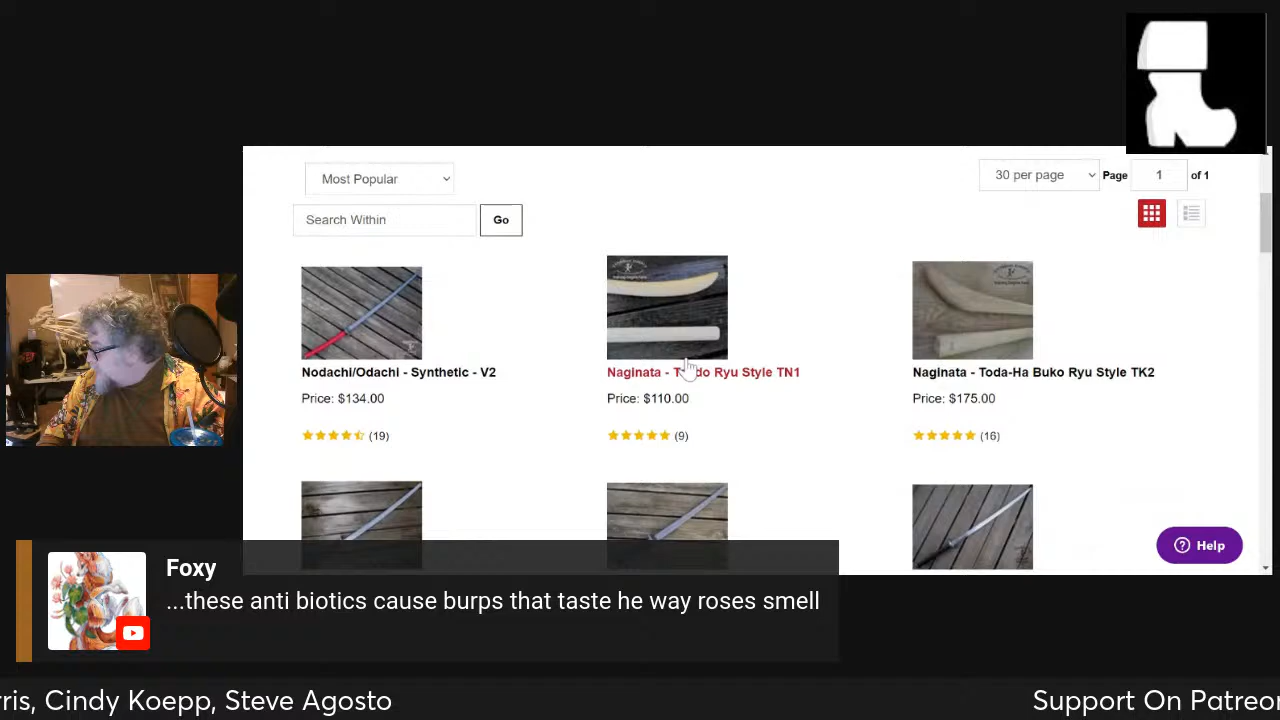 Most Popular
30 per page Page 1 of 1
Search Within Go
Nodachi/Odachi - Synthetic - V2
Price: $134.00
(19)
Naginata - Ryu Style TN1
Price: $110.00
(9)
Naginata - Toda-Ha Buko Ryu Style TK2
Price: $175.00
(16)
Help
Foxy
...these anti biotics cause burps that taste he way roses smell
rris, Cindy Koepp, Steve Agosto
Support On Patreon